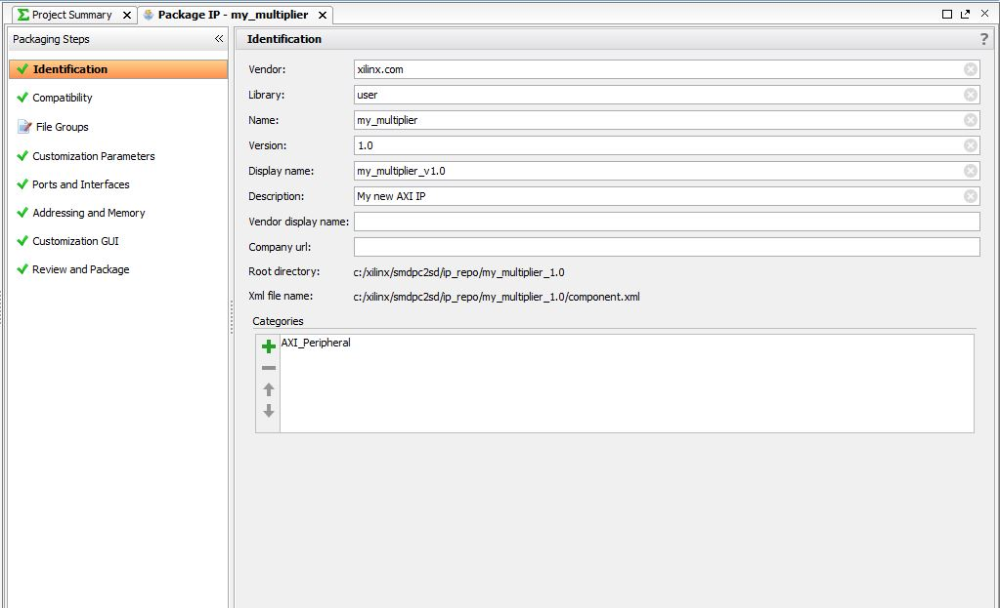 Project Summary
Package IP - my_multiplier
Packaging Steps
Identification
Compatibility
File Groups
Customization Parameters
Ports and Interfaces
Addressing and Memory
Customization GUI
Review and Package
Identification
?
Vendor: xilinx.com
Library: user
Name: my_multiplier
Version: 1.0
Display name: my_multiplier_v1.0
Description: My new AXI IP
Vendor display name:
Company url:
Root directory: c:/xilinx/smdpc2sd/ip_repo/my_multiplier_1.0
Xml file name: c:/xilinx/smdpc2sd/ip_repo/my_multiplier_1.0/component.xml
Categories
AXI_Peripheral